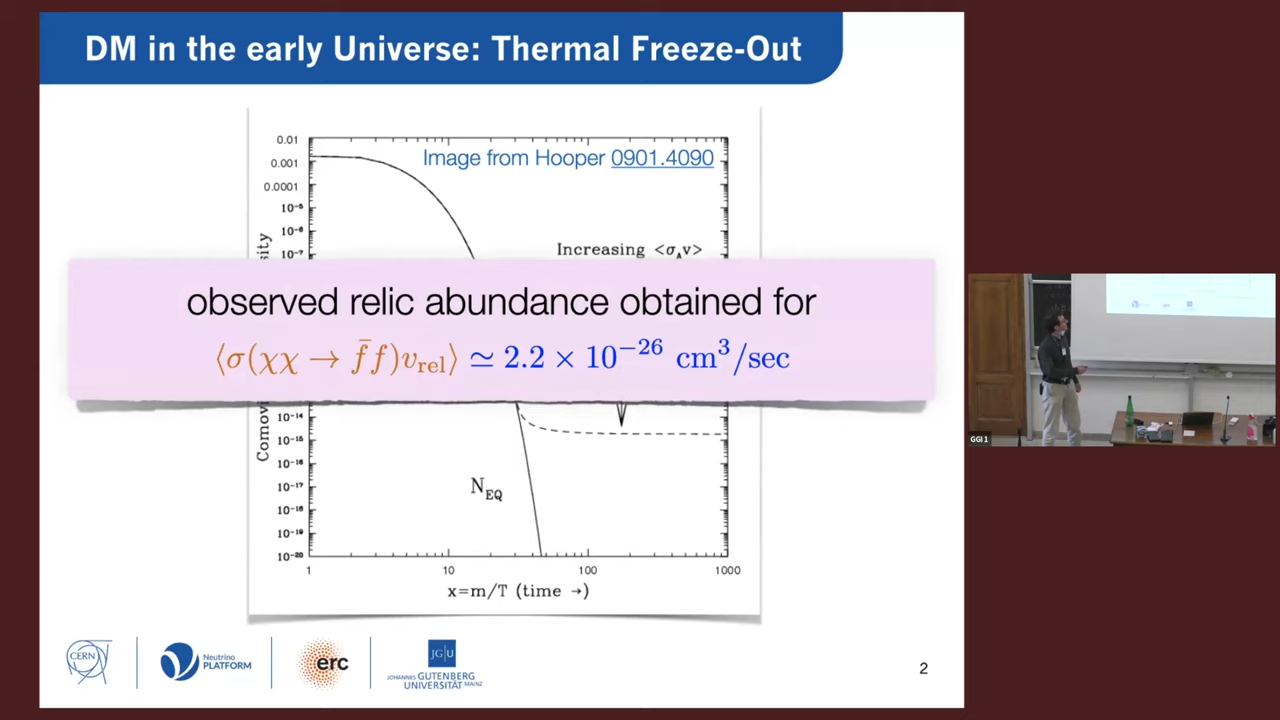 DM in the early Universe: Thermal Freeze-Out
Image from Hooper 0901.4090
0.01
0.001
0.0001
10⁻⁵
10⁻⁶
10⁻⁷
Increasing <σ_A v>
observed relic abundance obtained for
⟨σ(χχ → f̄f)v_rel⟩ ≃ 2.2 × 10⁻²⁶ cm³/sec
10⁻¹⁴
10⁻¹⁵
10⁻¹⁶
10⁻¹⁷
10⁻¹⁸
10⁻¹⁹
10⁻²⁰
N_EQ
1 10 100 1000
x=m/T (time →)
CERN
Neutrino
PLATFORM
erc
JG|U
JOHANNES GUTENBERG
UNIVERSITÄT MAINZ
2
GGI 1